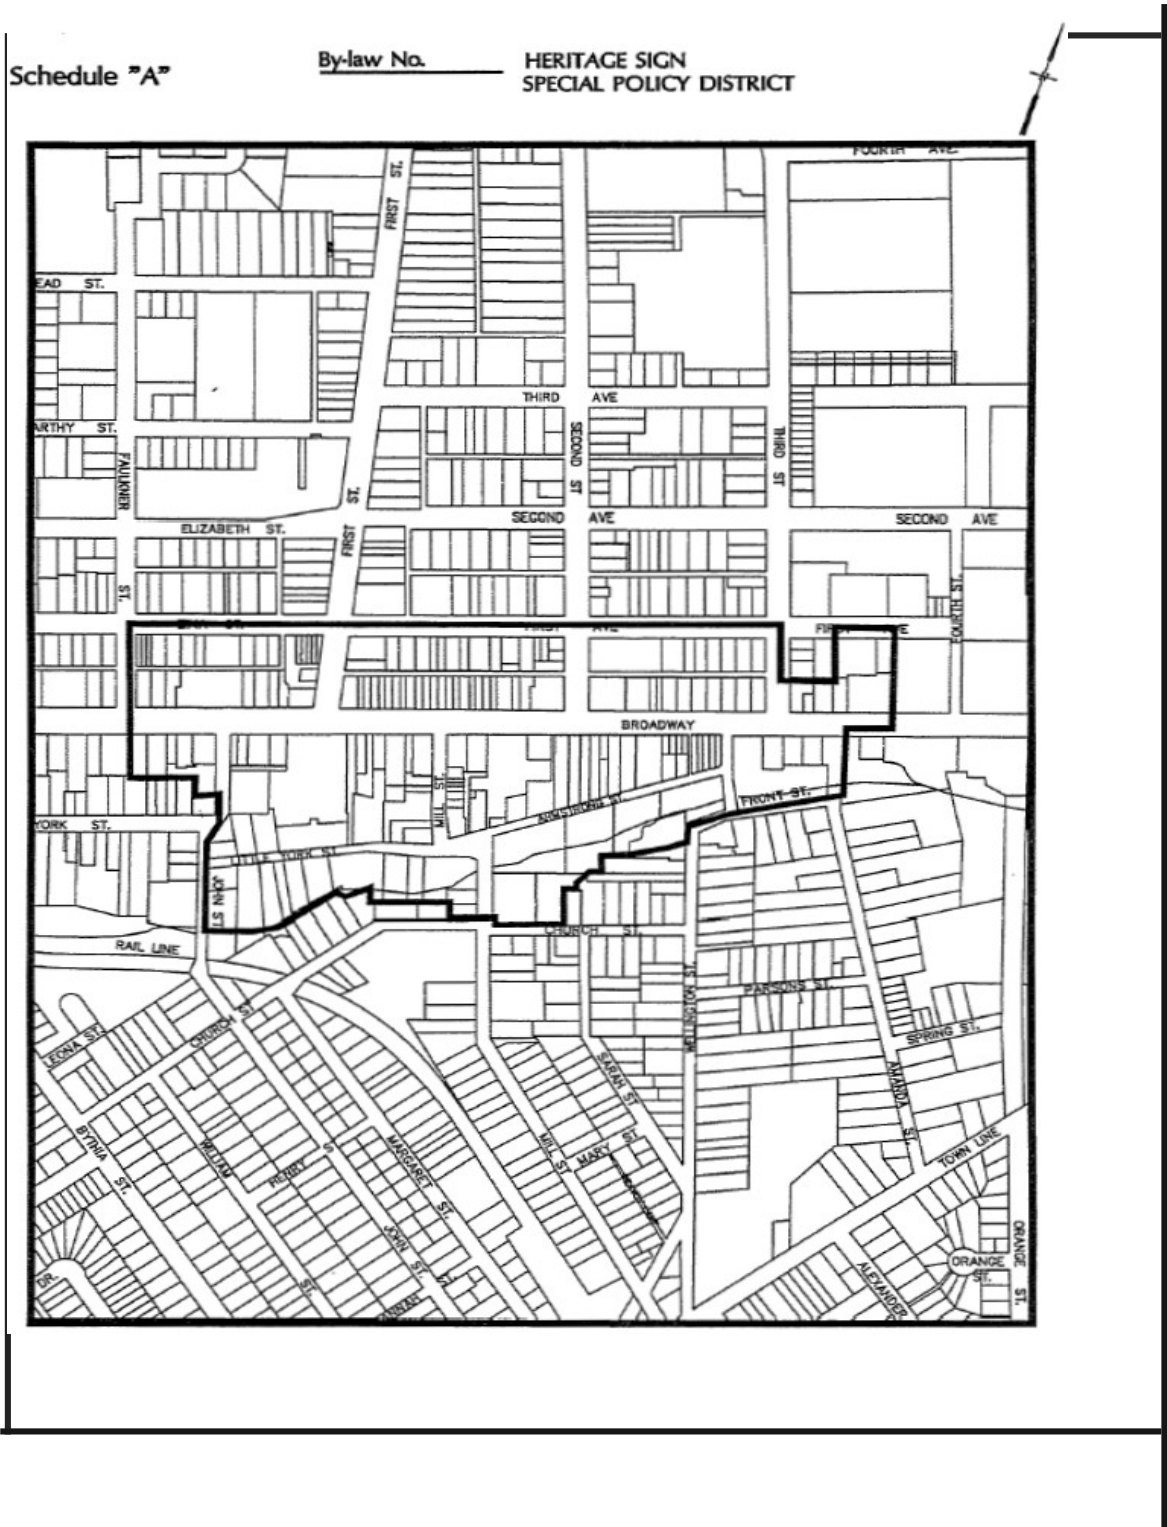 By-law No.
HERITAGE SIGN
Schedule "A"
SPECIAL POLICY DISTRICT
FOURTH AVE.
FIRST ST.
EAD ST.
THIRD AVE
ARTHY ST.
SECOND ST
THIRD ST
FAULKNER ST.
FIRST ST.
SECOND AVE
SECOND AVE
ELIZABETH ST.
FOURTH ST.
AVE
BROADWAY
MILL ST.
ARMSTRONG ST.
FRONT ST.
YORK ST.
LITTLE YORK ST
JOHN ST
CHURCH ST.
RAIL LINE
WELLINGTON ST.
PARSONS ST.
CHURCH ST
LEONA ST.
SPRING ST.
SARAH ST
AMANDA ST.
BYTHIA ST.
WILLIAM ST.
HENRY S
MARGARET ST.
MILL ST
MARY ST
TOWN LINE
JOHN ST.
ORANGE ST.
ORANGE ST.
ALEXANDER
DR.
ANNAH